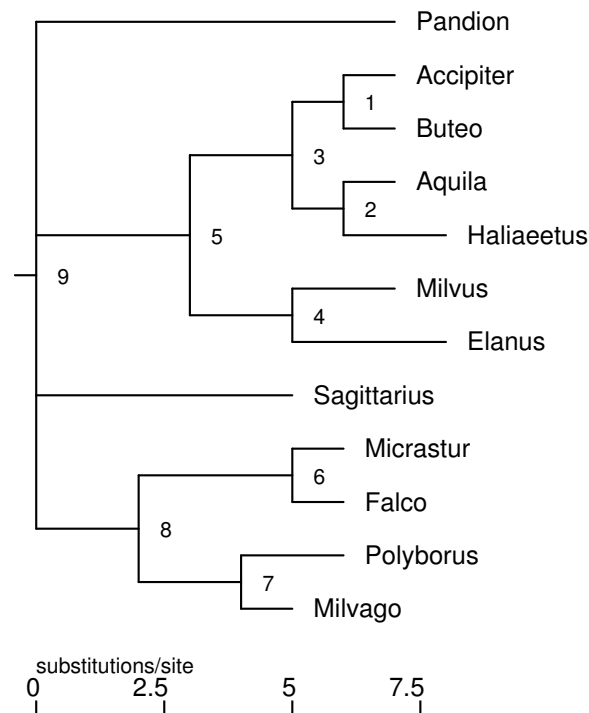 Pandion
Accipiter
1
Buteo
3
Aquila
2
Haliaeetus
5
9
Milvus
4
Elanus
Sagittarius
Micrastur
6
Falco
8
Polyborus
7
Milvago
substitutions/site
0 2.5 5 7.5